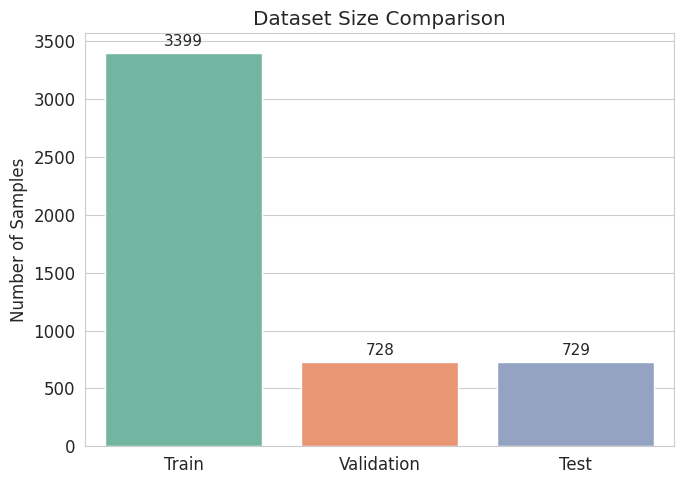 Dataset Size Comparison
Number of Samples
3500
3000
2500
2000
1500
1000
500
0
3399
728
729
Train
Validation
Test